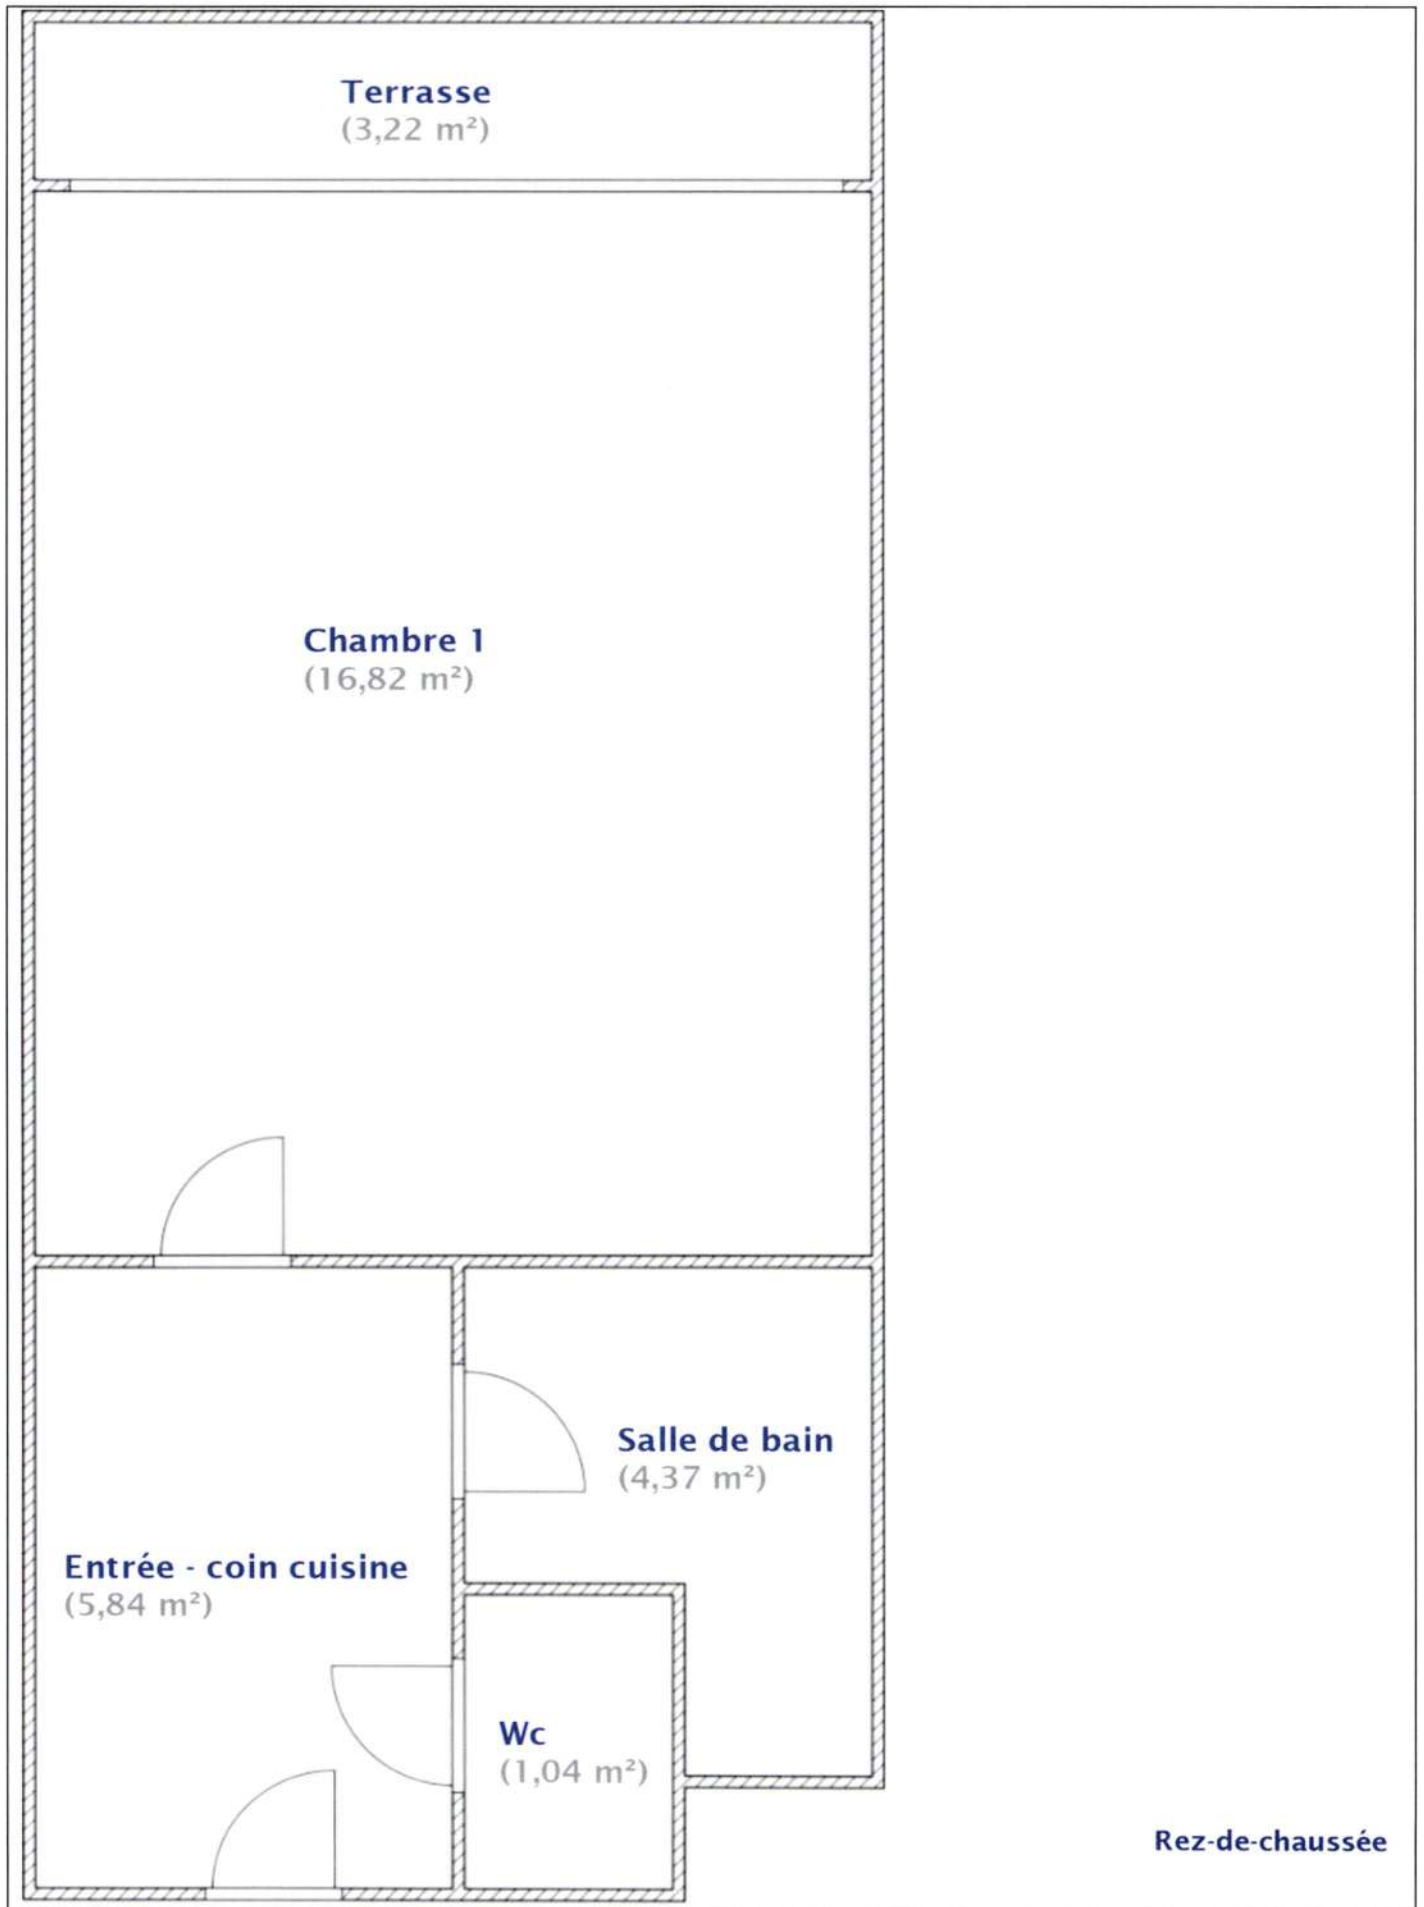 Terrasse
(3,22 m²)
Chambre 1
(16,82 m²)
Salle de bain
(4,37 m²)
Entrée - coin cuisine
(5,84 m²)
Wc
(1,04 m²)
Rez-de-chaussée